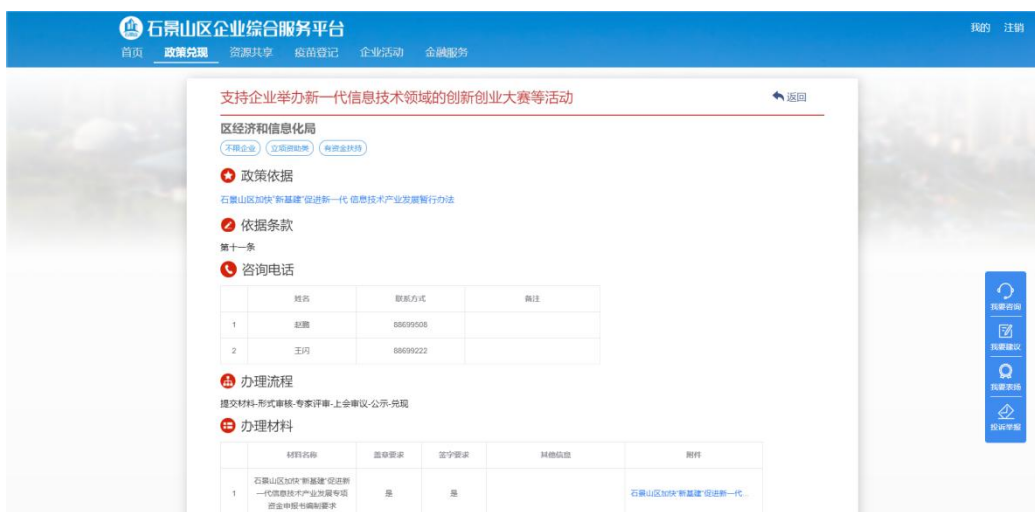 石景山区企业综合服务平台
我的 注销
首页 政策兑现 资源共享 疫苗登记 企业活动 金融服务
支持企业举办新一代信息技术领域的创新创业大赛等活动
返回
区经济和信息化局
不限企业 立项资助类 有资金扶持
政策依据
石景山区加快"新基建"促进新一代 信息技术产业发展暂行办法
依据条款
第十一条
咨询电话
姓名 联系方式 备注
1 赵鹏 88699508
2 王闪 88699222
办理流程
提交材料-形式审核-专家评审-上会审议-公示-兑现
办理材料
材料名称 盖章要求 签字要求 其他信息 附件
石景山区加快"新基建"促进新
1 一代信息技术产业发展专项 是 是 石景山区加快"新基建"促进新一代...
资金申报书编制要求
我要咨询
我要建议
我要表扬
投诉举报